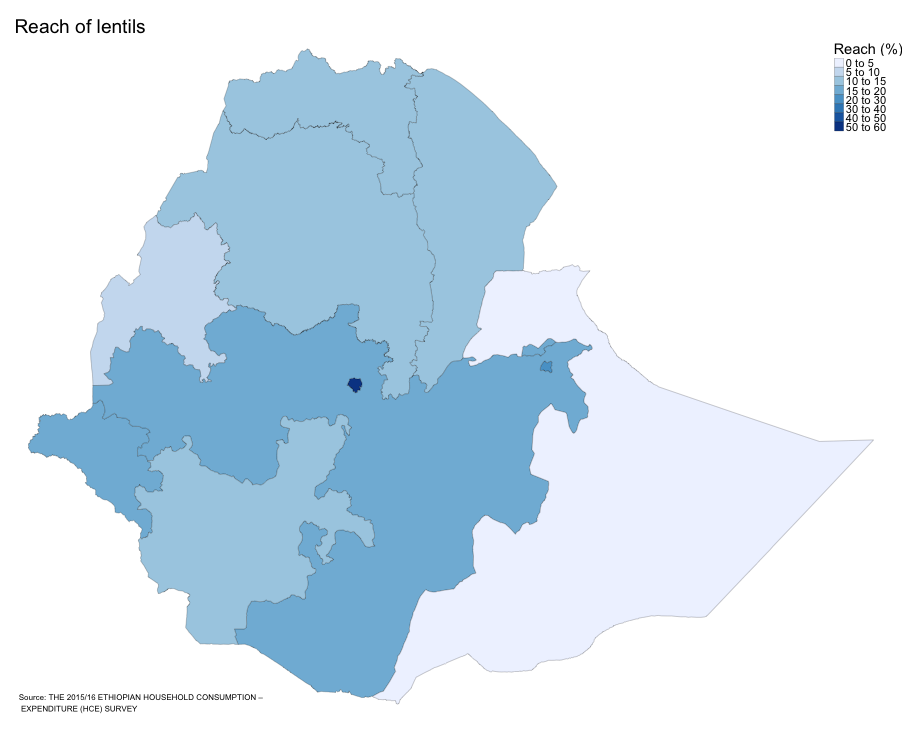 Reach of lentils
Reach (%)
0 to 5
5 to 10
10 to 15
15 to 20
20 to 30
30 to 40
40 to 50
50 to 60
Source: THE 2015/16 ETHIOPIAN HOUSEHOLD CONSUMPTION –
EXPENDITURE (HCE) SURVEY